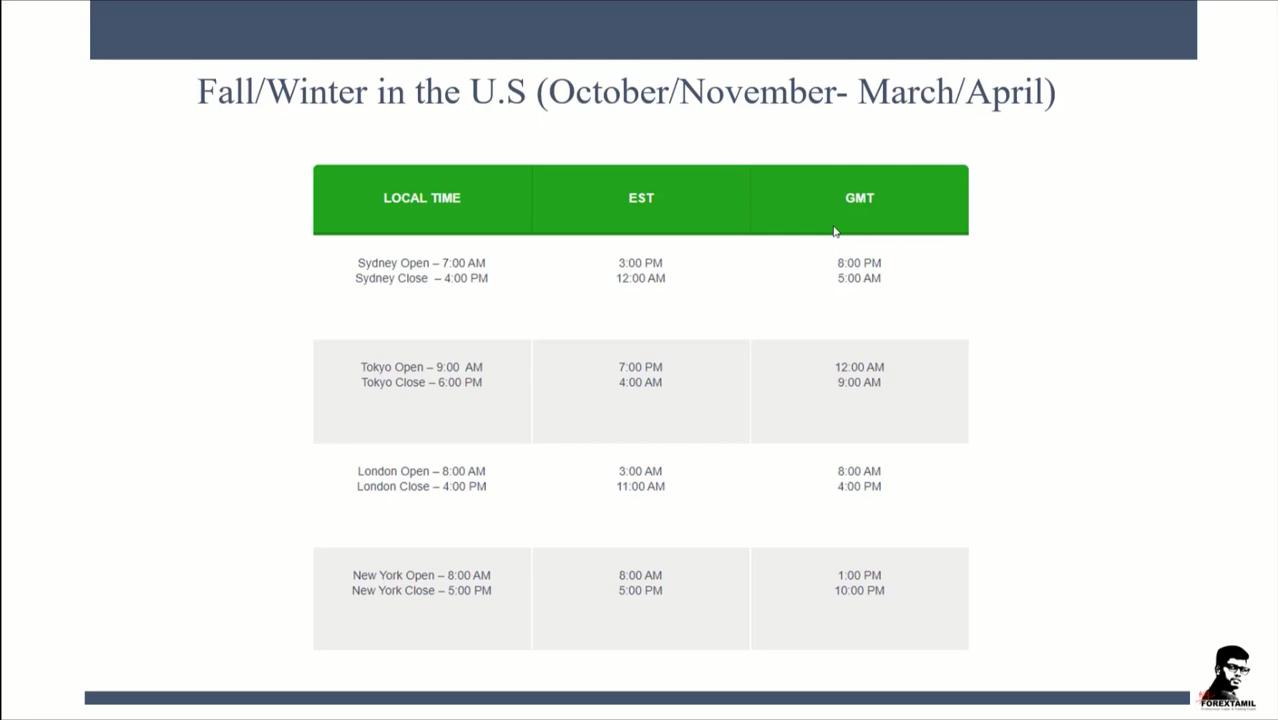 Fall/Winter in the U.S (October/November- March/April)
LOCAL TIME EST GMT
Sydney Open – 7:00 AM 3:00 PM 8:00 PM
Sydney Close – 4:00 PM 12:00 AM 5:00 AM
Tokyo Open – 9:00 AM 7:00 PM 12:00 AM
Tokyo Close – 6:00 PM 4:00 AM 9:00 AM
London Open – 8:00 AM 3:00 AM 8:00 AM
London Close – 4:00 PM 11:00 AM 4:00 PM
New York Open – 8:00 AM 8:00 AM 1:00 PM
New York Close – 5:00 PM 5:00 PM 10:00 PM
FOREXTAMIL